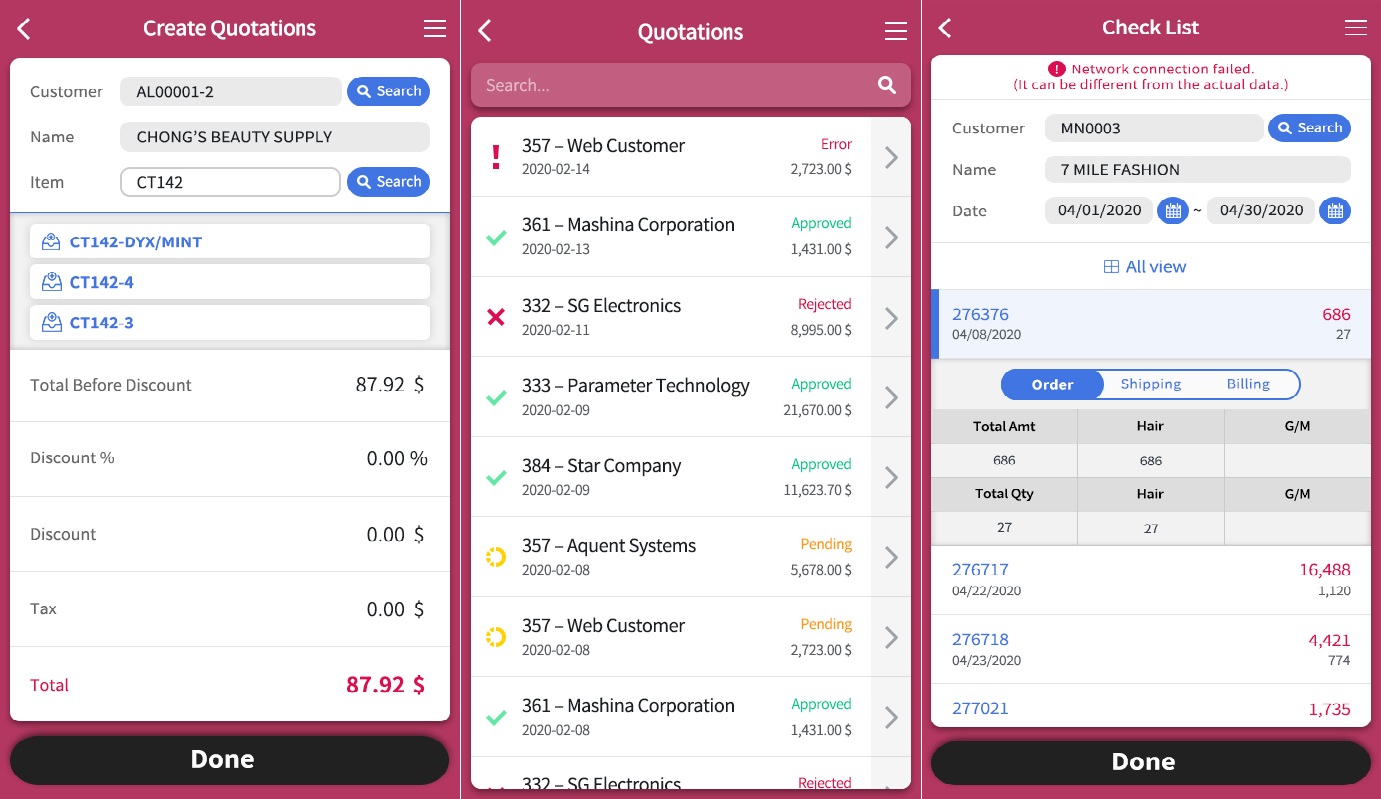 Create Quotations
Customer AL00001-2 Search
Name CHONG'S BEAUTY SUPPLY
Item CT142 Search
CT142-DYX/MINT
CT142-4
CT142-3
Total Before Discount 87.92 $
Discount % 0.00 %
Discount 0.00 $
Tax 0.00 $
Total 87.92 $
Done
Quotations
Search...
357 – Web Customer Error
2020-02-14 2,723.00 $
361 – Mashina Corporation Approved
2020-02-13 1,431.00 $
332 – SG Electronics Rejected
2020-02-11 8,995.00 $
333 – Parameter Technology Approved
2020-02-09 21,670.00 $
384 – Star Company Approved
2020-02-09 11,623.70 $
357 – Aquent Systems Pending
2020-02-08 5,678.00 $
357 – Web Customer Pending
2020-02-08 2,723.00 $
361 – Mashina Corporation Approved
2020-02-08 1,431.00 $
332 – SG Electronics Rejected
Check List
Network connection failed.
(It can be different from the actual data.)
Customer MN0003 Search
Name 7 MILE FASHION
Date 04/01/2020 ~ 04/30/2020
All view
276376 686
04/08/2020 27
Order Shipping Billing
Total Amt Hair G/M
686 686
Total Qty Hair G/M
27 27
276717 16,488
04/22/2020 1,120
276718 4,421
04/23/2020 774
277021 1,735
Done